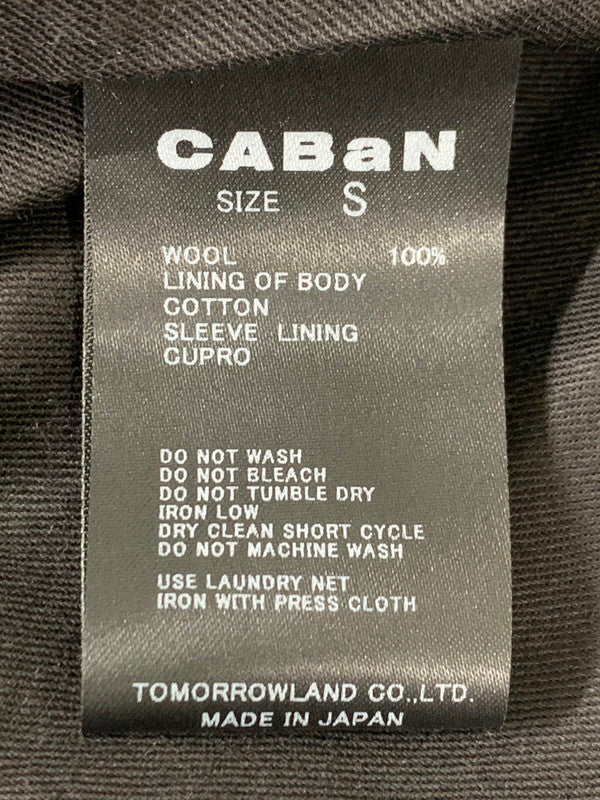 CABaN
SIZE S
WOOL 100%
LINING OF BODY
COTTON
SLEEVE LINING
CUPRO
DO NOT WASH
DO NOT BLEACH
DO NOT TUMBLE DRY
IRON LOW
DRY CLEAN SHORT CYCLE
DO NOT MACHINE WASH
USE LAUNDRY NET
IRON WITH PRESS CLOTH
TOMORROWLAND CO.,LTD.
MADE IN JAPAN